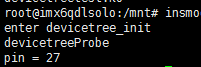 root@imx6qdlsolo:/mnt# insmo
enter devicetree_init
devicetreeProbe
pin = 27